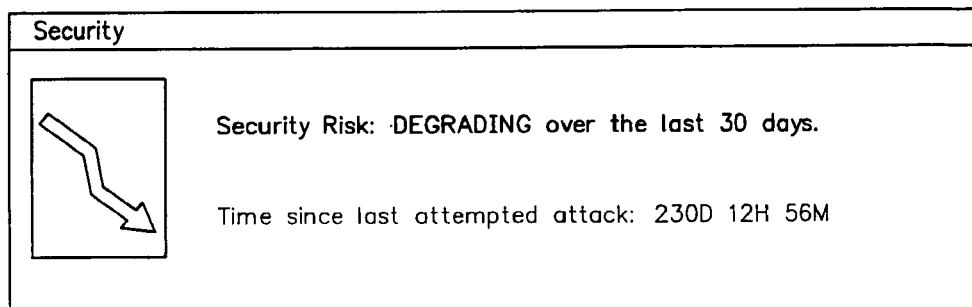 Security
Security Risk: DEGRADING over the last 30 days.
Time since last attempted attack: 230D 12H 56M